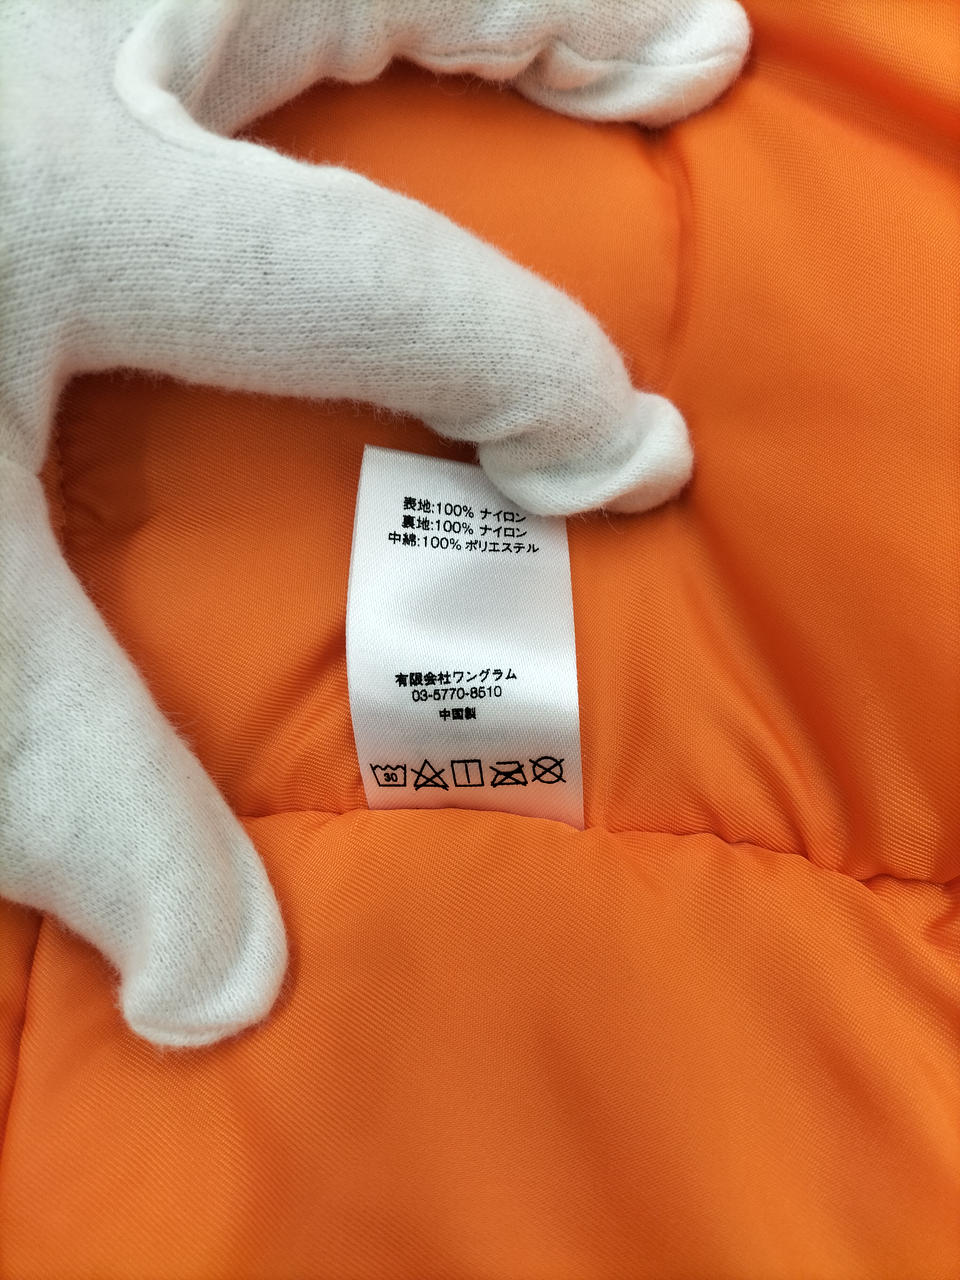 表地:100% ナイロン
裏地:100% ナイロン
中綿:100% ポリエステル
有限会社ワングラム
03-5770-8510
中国製
30